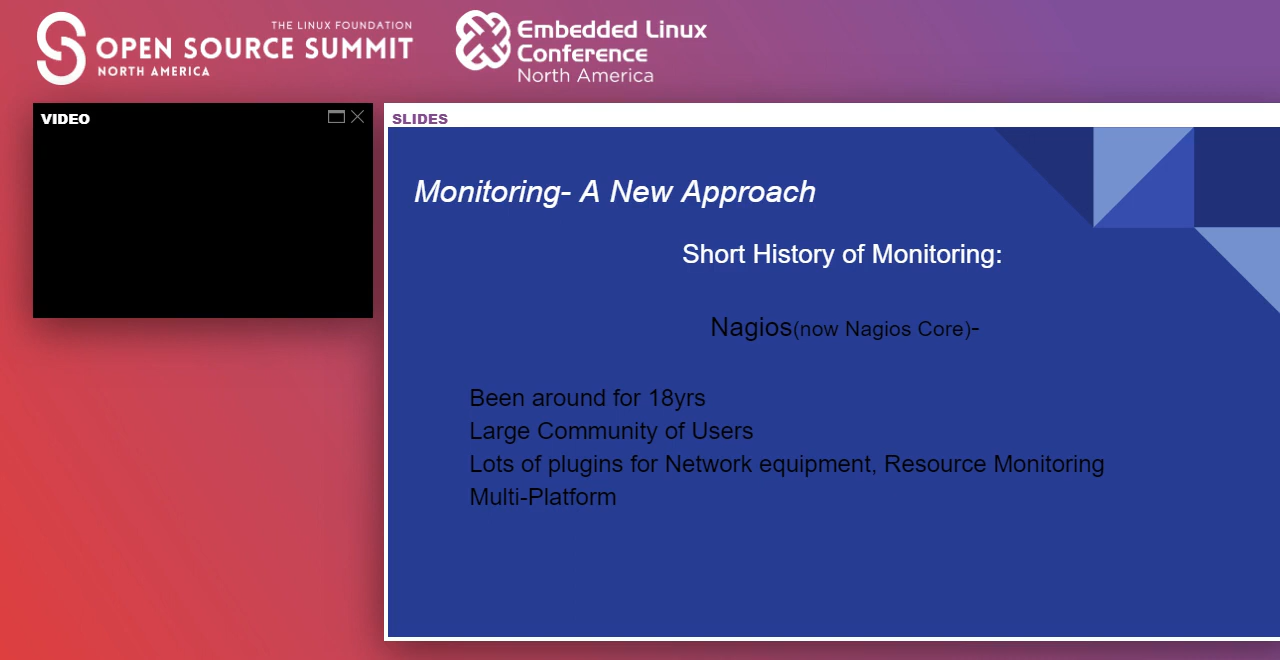 THE LINUX FOUNDATION
OPEN SOURCE SUMMIT
NORTH AMERICA
Embedded Linux
Conference
North America
VIDEO
SLIDES
Monitoring- A New Approach
Short History of Monitoring:
Nagios(now Nagios Core)-
Been around for 18yrs
Large Community of Users
Lots of plugins for Network equipment, Resource Monitoring
Multi-Platform